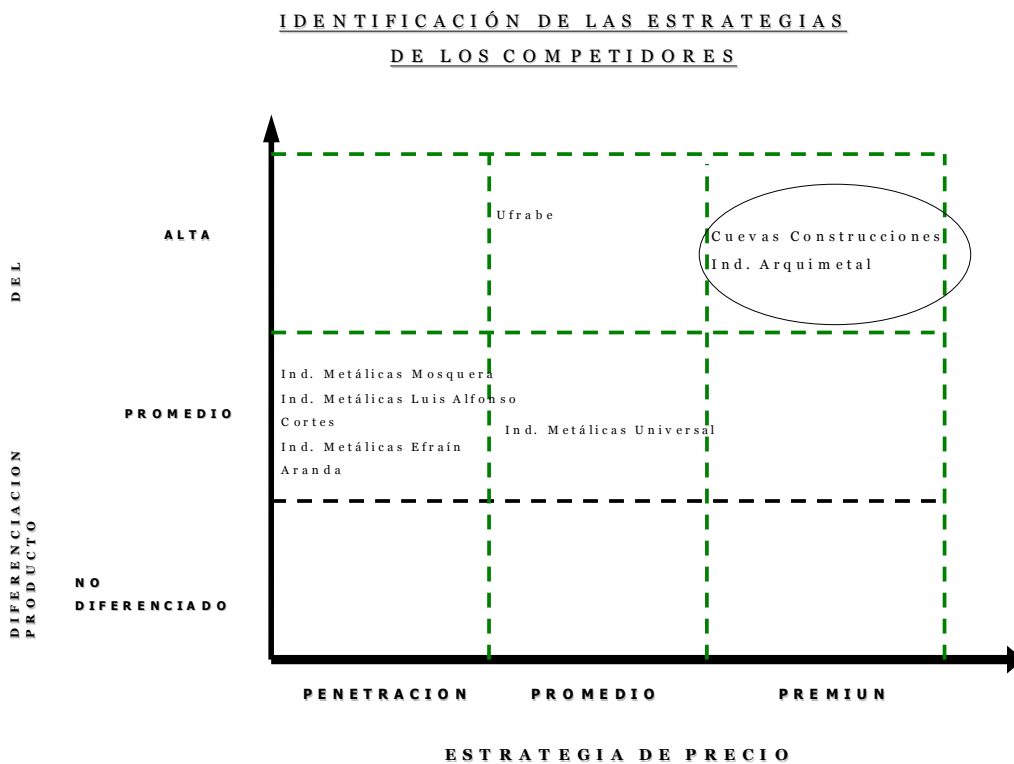 IDENTIFICACIÓN DE LAS ESTRATEGIAS
DE LOS COMPETIDORES
Ufrabe
ALTA
Cuevas Construcciones
Ind. Arquimetal
DIFERENCIACION DEL
PRODUCTO
Ind. Metálicas Mosquera
Ind. Metálicas Luis Alfonso
Cortes
Ind. Metálicas Efraín
Aranda
PROMEDIO
Ind. Metálicas Universal
NO
DIFERENCIADO
PENETRACION
PROMEDIO
PREMIUN
ESTRATEGIA DE PRECIO